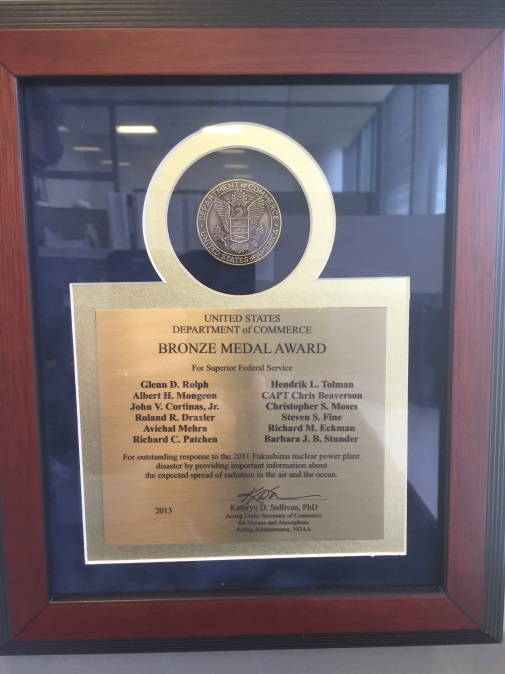 DEPARTMENT OF COMMERCE
UNITED STATES OF AMERICA
UNITED STATES
DEPARTMENT of COMMERCE
BRONZE MEDAL AWARD
For Superior Federal Service
Glenn D. Rolph
Albert H. Mongeon
John V. Cortinas, Jr.
Roland R. Draxler
Avichal Mehra
Richard C. Patchen
Hendrik L. Tolman
CAPT Chris Beaverson
Christopher S. Moses
Steven S. Fine
Richard M. Eckman
Barbara J. B. Stunder
For outstanding response to the 2011 Fukushima nuclear power plant
disaster by providing important information about
the expected spread of radiation in the air and the ocean.
2013
Kathryn D. Sullivan, PhD
Acting Under Secretary of Commerce
for Oceans and Atmosphere
Acting Administrator, NOAA